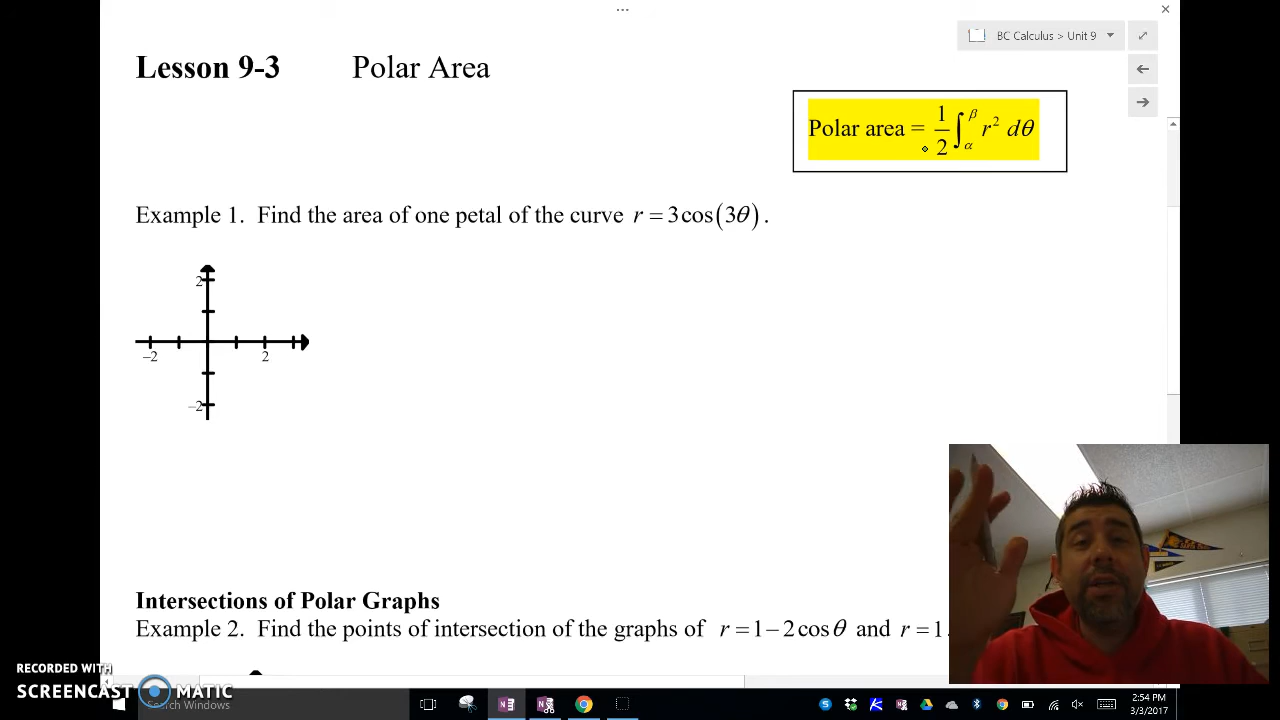 ...
BC Calculus > Unit 9
Lesson 9-3 Polar Area
Polar area = 1/2 ∫_α^β r² dθ
Example 1. Find the area of one petal of the curve r = 3cos(3θ).
2
–2 2
–2
Intersections of Polar Graphs
Example 2. Find the points of intersection of the graphs of r = 1 – 2cosθ and r = 1.
RECORDED WITH
SCREENCAST MATIC
Search Windows
2:54 PM
3/3/2017